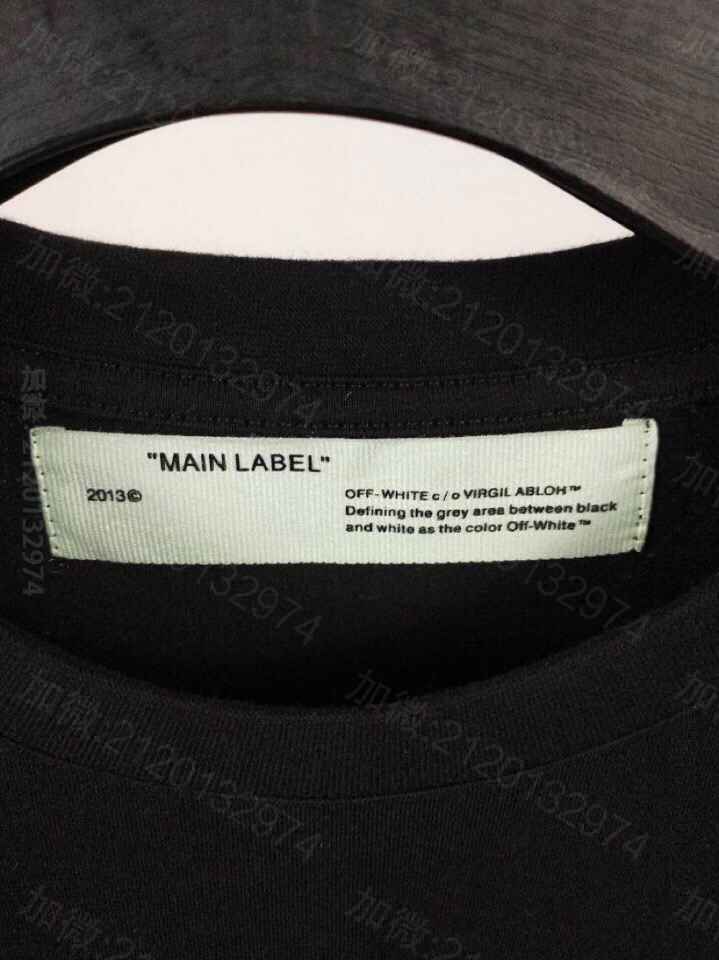 加微:2120132974
"MAIN LABEL"
2013©
OFF-WHITE c/o VIRGIL ABLOH™
Defining the grey area between black
and white as the color Off-White™